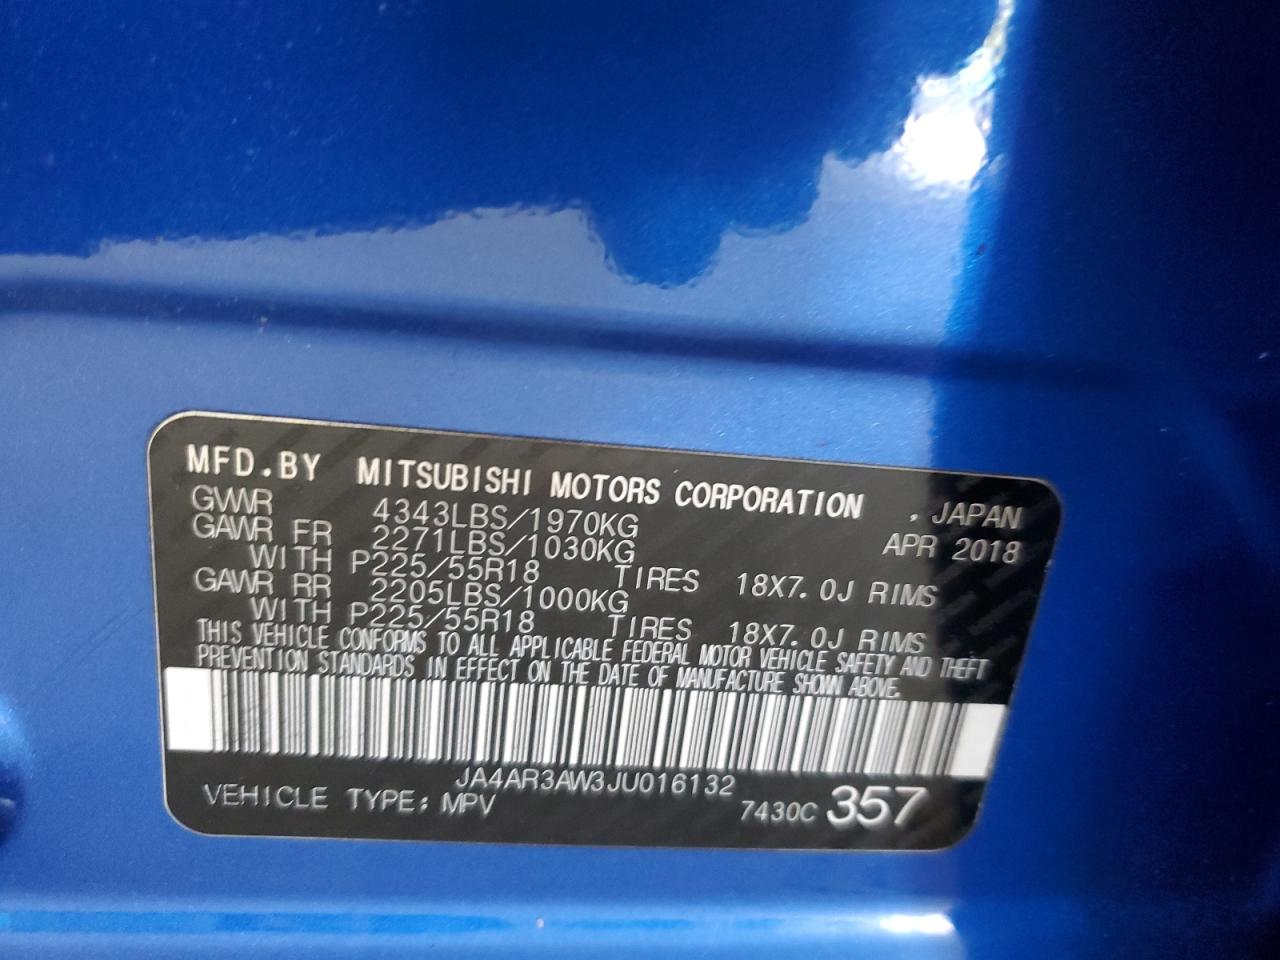 MFD.BY MITSUBISHI MOTORS CORPORATION , JAPAN
GVWR 4343LBS/1970KG APR 2018
GAWR FR 2271LBS/1030KG
WITH P225/55R18 TIRES 18X7.0J RIMS
GAWR RR 2205LBS/1000KG
WITH P225/55R18 TIRES 18X7.0J RIMS
THIS VEHICLE CONFORMS TO ALL APPLICABLE FEDERAL MOTOR VEHICLE SAFETY AND THEFT
PREVENTION STANDARDS IN EFFECT ON THE DATE OF MANUFACTURE SHOWN ABOVE.
JA4AR3AW3JU016132
VEHICLE TYPE: MPV 7430C 357